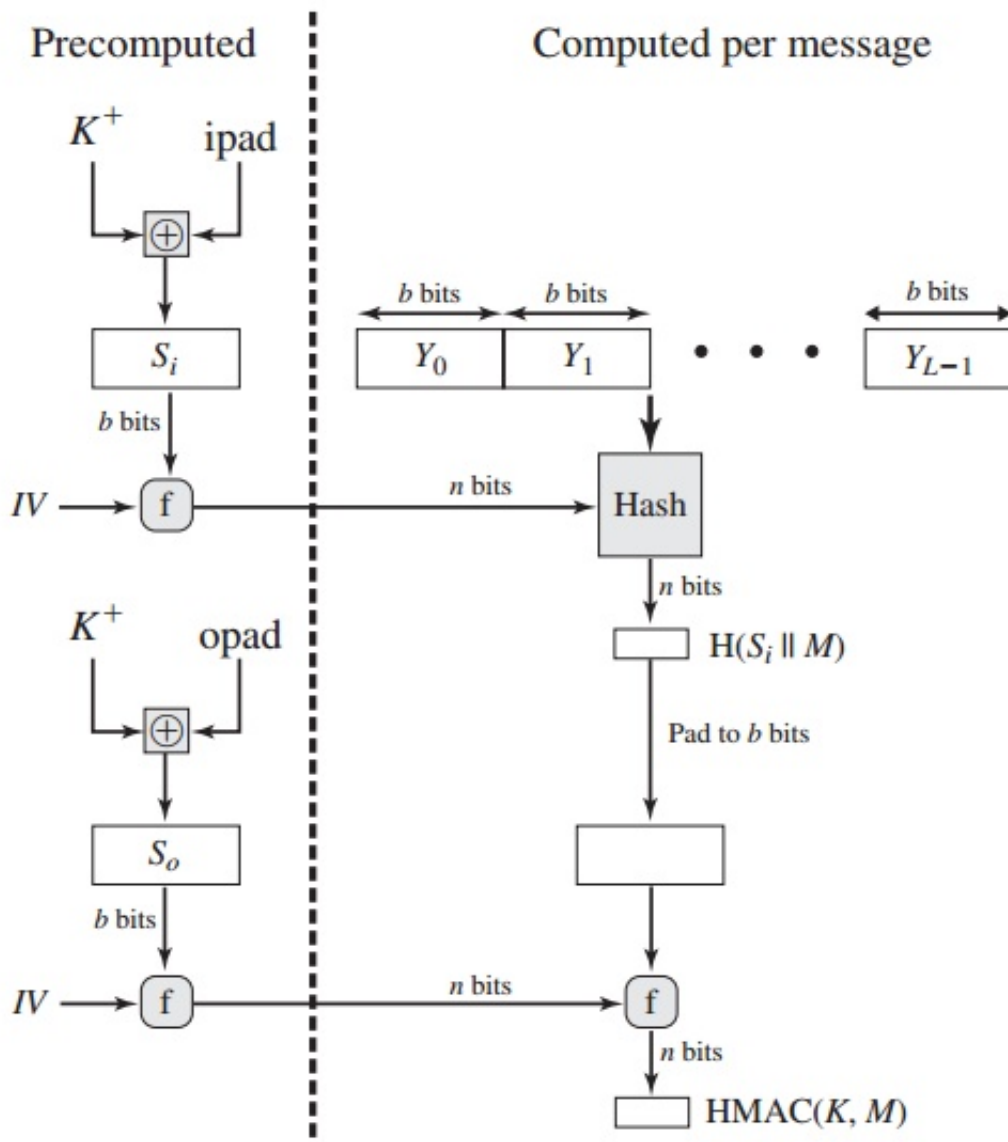 Precomputed
Computed per message
K⁺
ipad
⊕
b bits
b bits
b bits
Sᵢ
Y₀
Y₁
• • •
Y_{L−1}
b bits
IV
f
n bits
Hash
n bits
K⁺
opad
H(Sᵢ || M)
⊕
Pad to b bits
Sₒ
b bits
IV
f
n bits
f
n bits
HMAC(K, M)